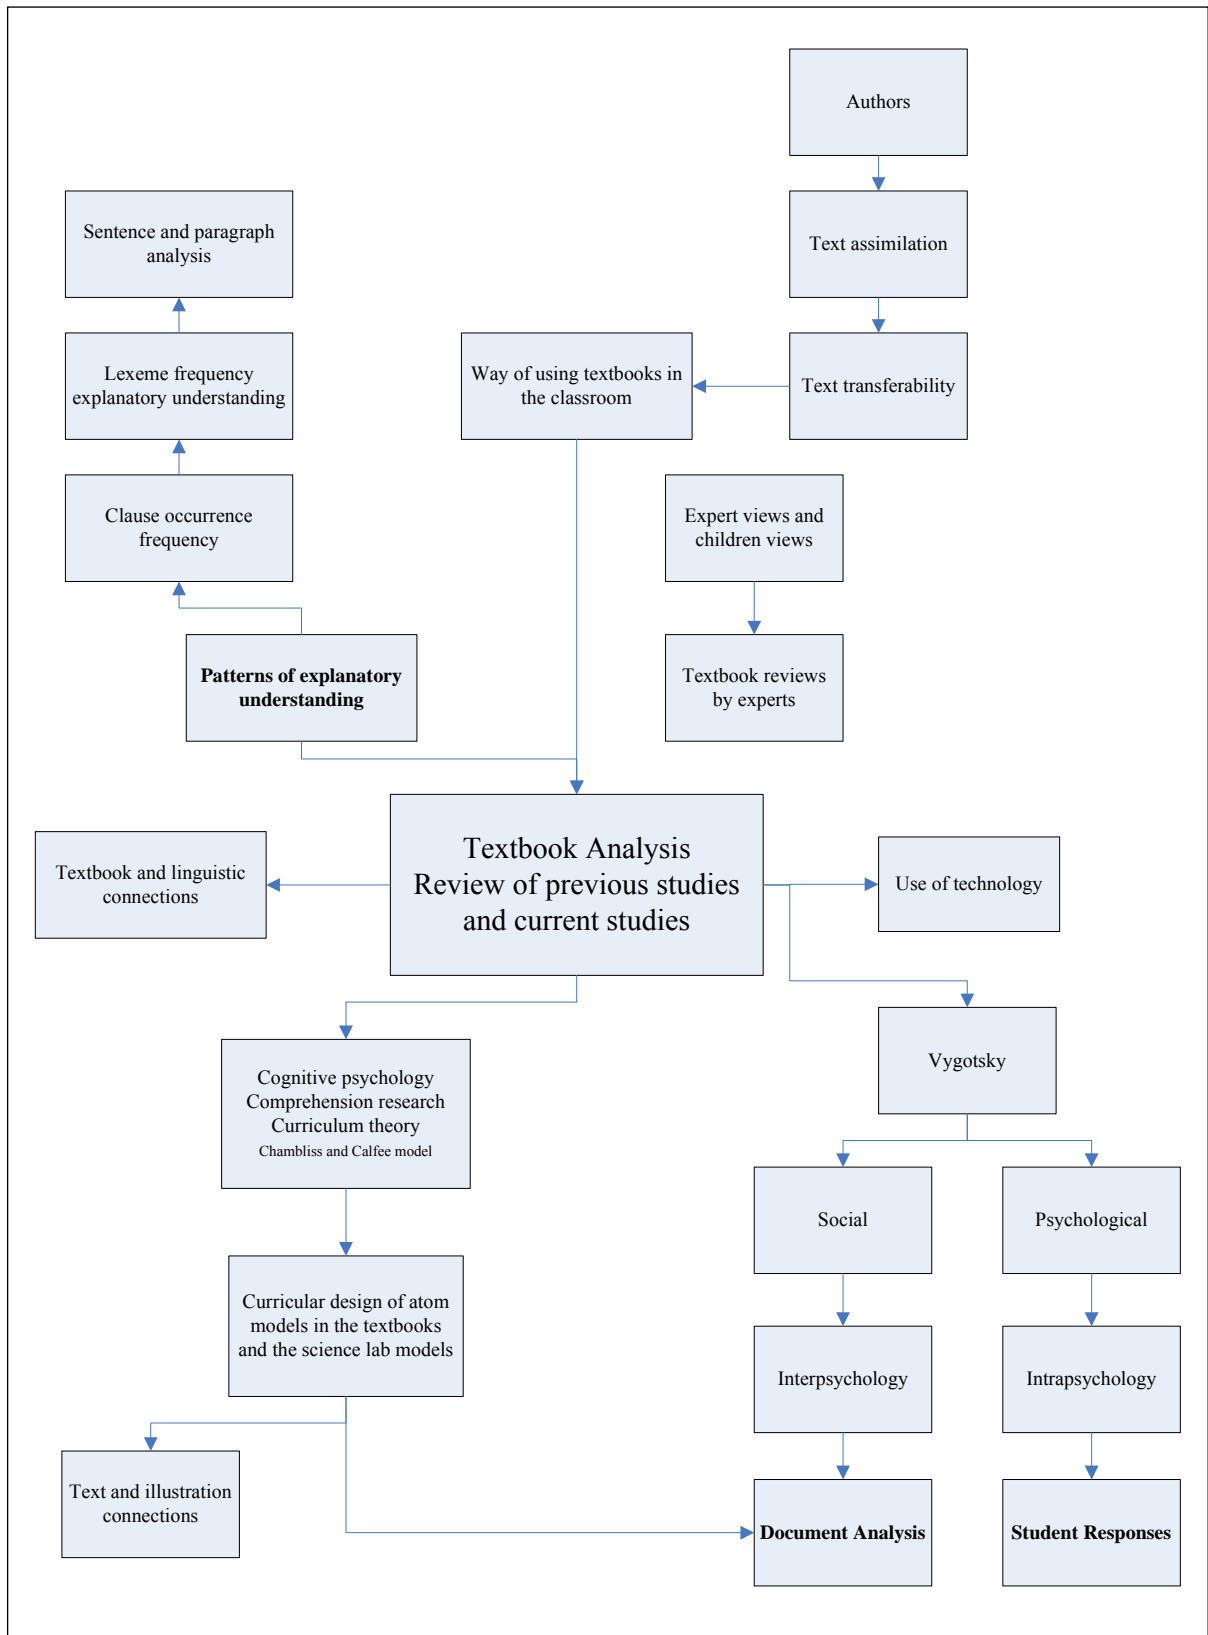 Authors
Sentence and paragraph
analysis
Text assimilation
Lexeme frequency
explanatory understanding
Way of using textbooks in
the classroom
Text transferability
Clause occurrence
frequency
Expert views and
children views
Patterns of explanatory
understanding
Textbook reviews
by experts
Textbook Analysis
Review of previous studies
and current studies
Textbook and linguistic
connections
Use of technology
Cognitive psychology
Comprehension research
Curriculum theory
Chambliss and Calfee model
Vygotsky
Social
Psychological
Curricular design of atom
models in the textbooks
and the science lab models
Interpsychology
Intrapsychology
Text and illustration
connections
Document Analysis
Student Responses